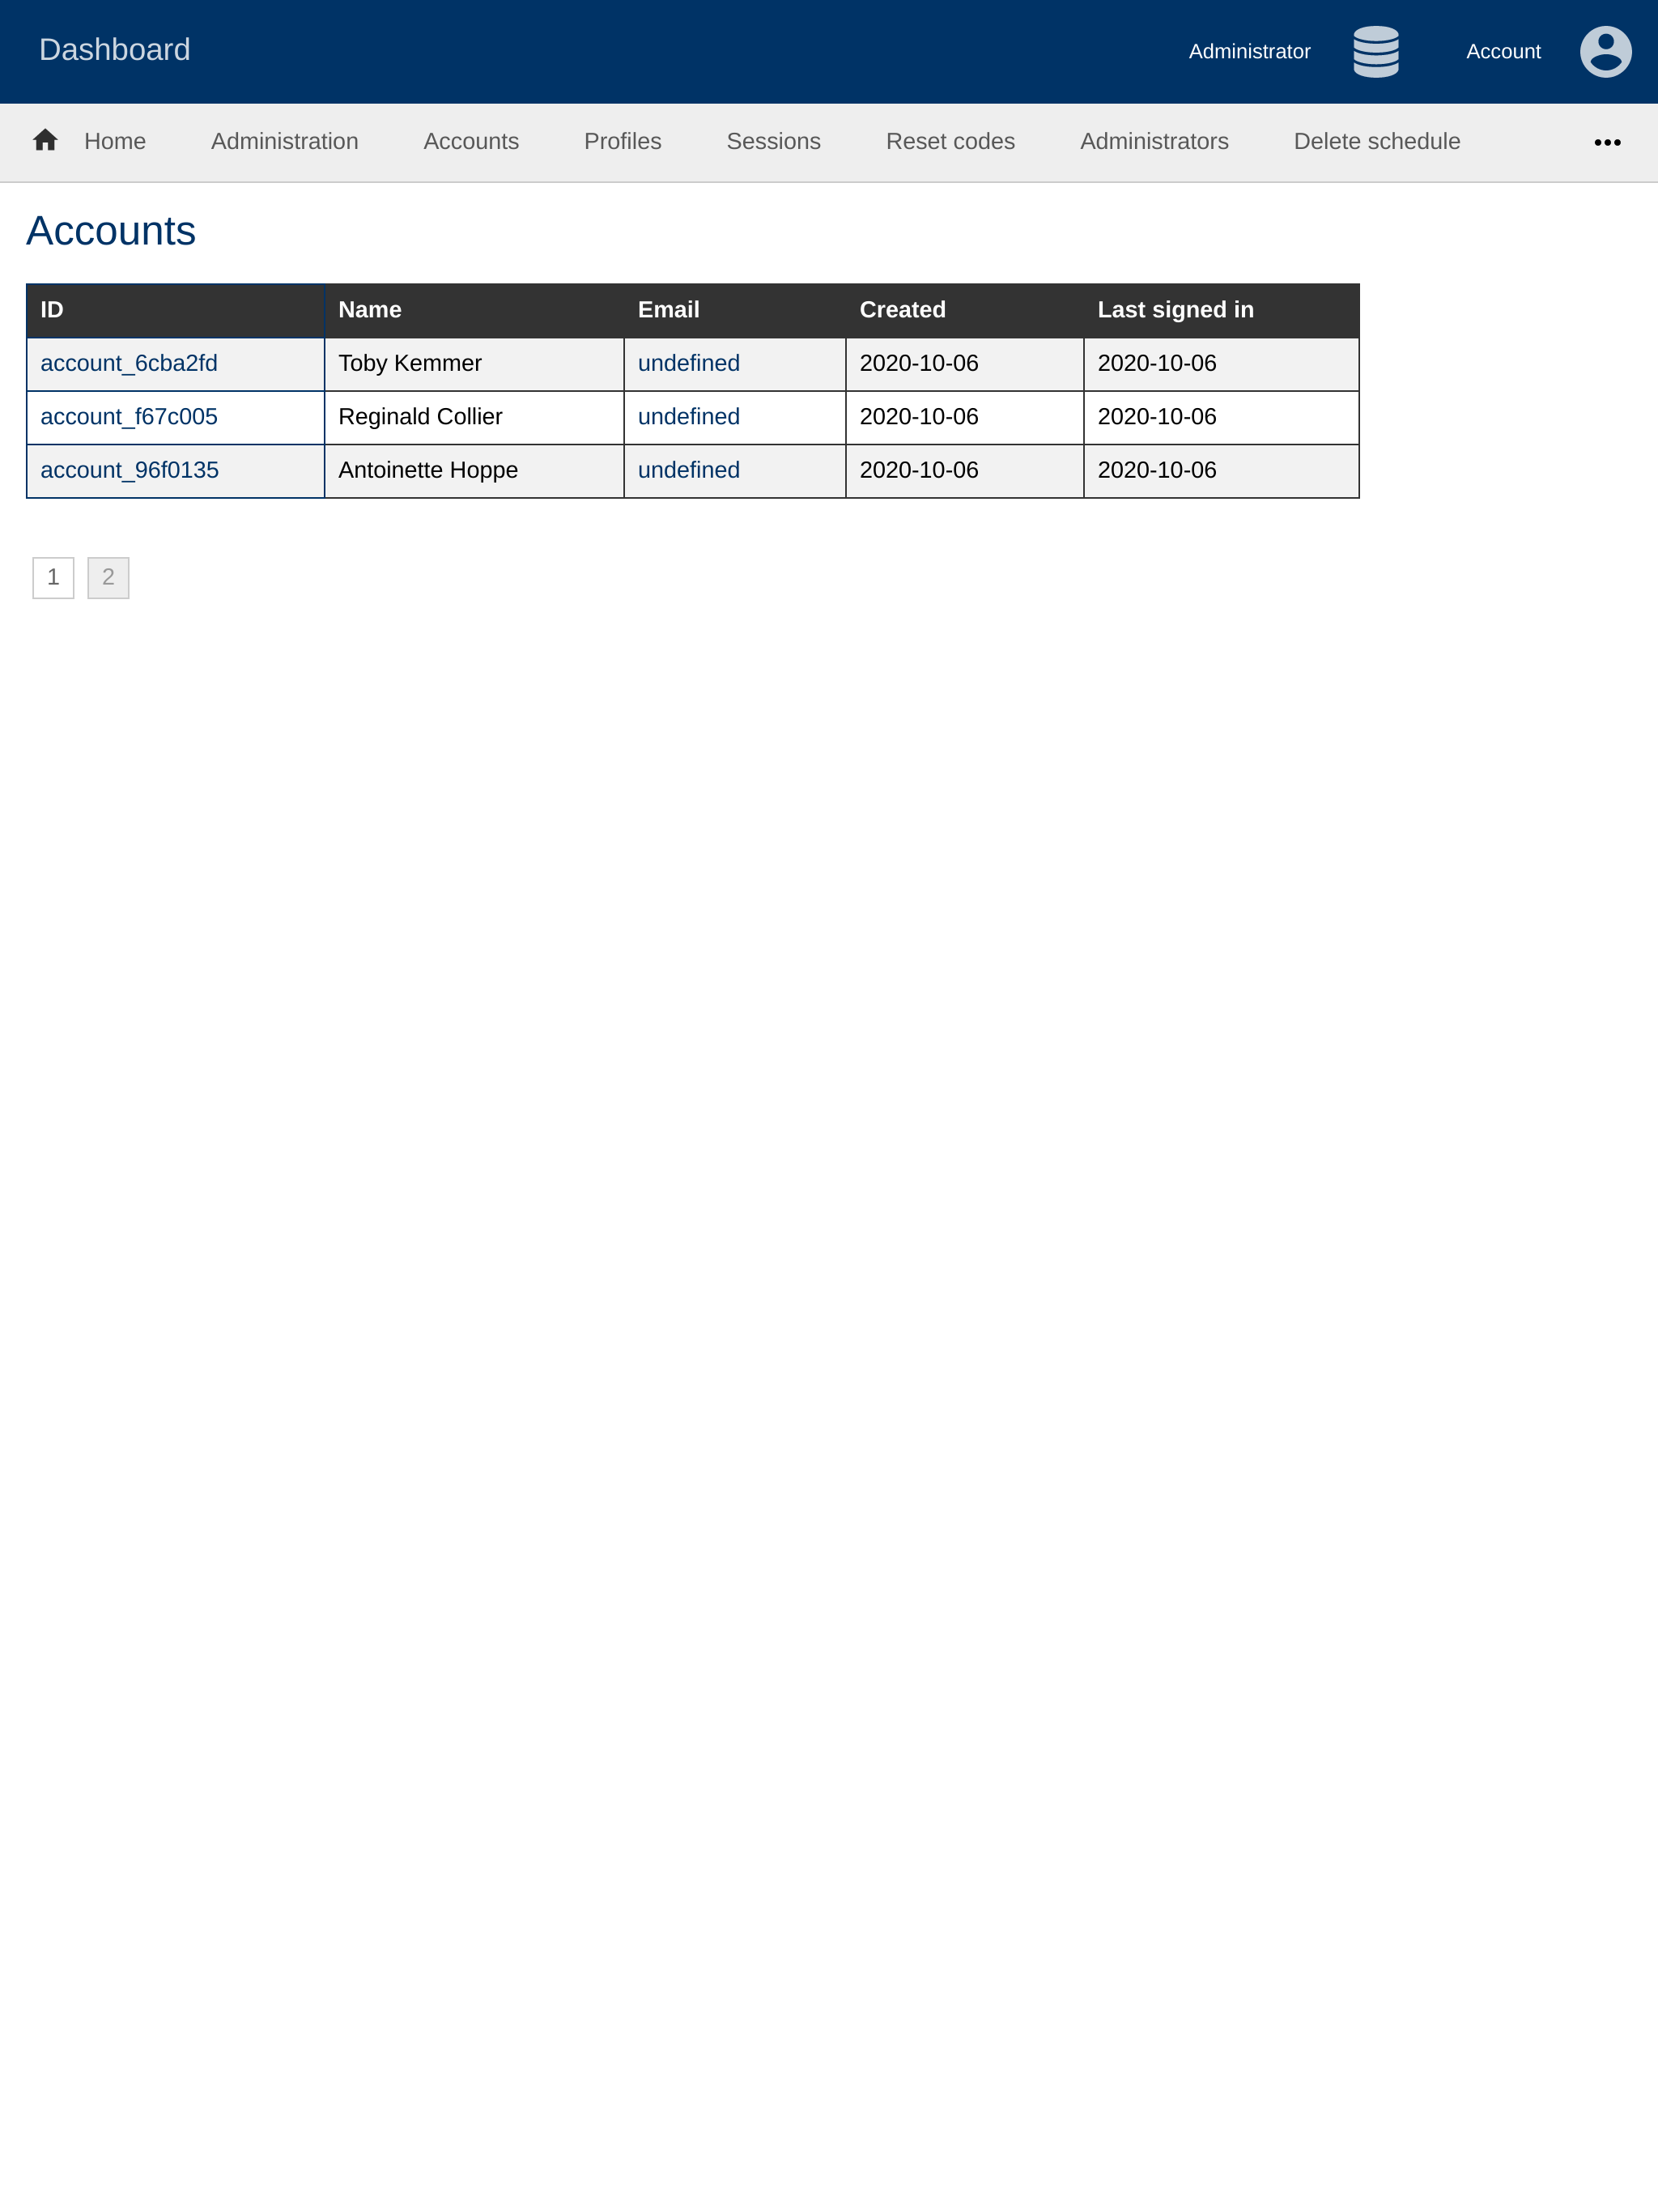 Dashboard Administrator Account
Home Administration Accounts Profiles Sessions Reset codes Administrators Delete schedule •••
Accounts
ID Name Email Created Last signed in
account_6cba2fd Toby Kemmer undefined 2020-10-06 2020-10-06
account_f67c005 Reginald Collier undefined 2020-10-06 2020-10-06
account_96f0135 Antoinette Hoppe undefined 2020-10-06 2020-10-06
1 2